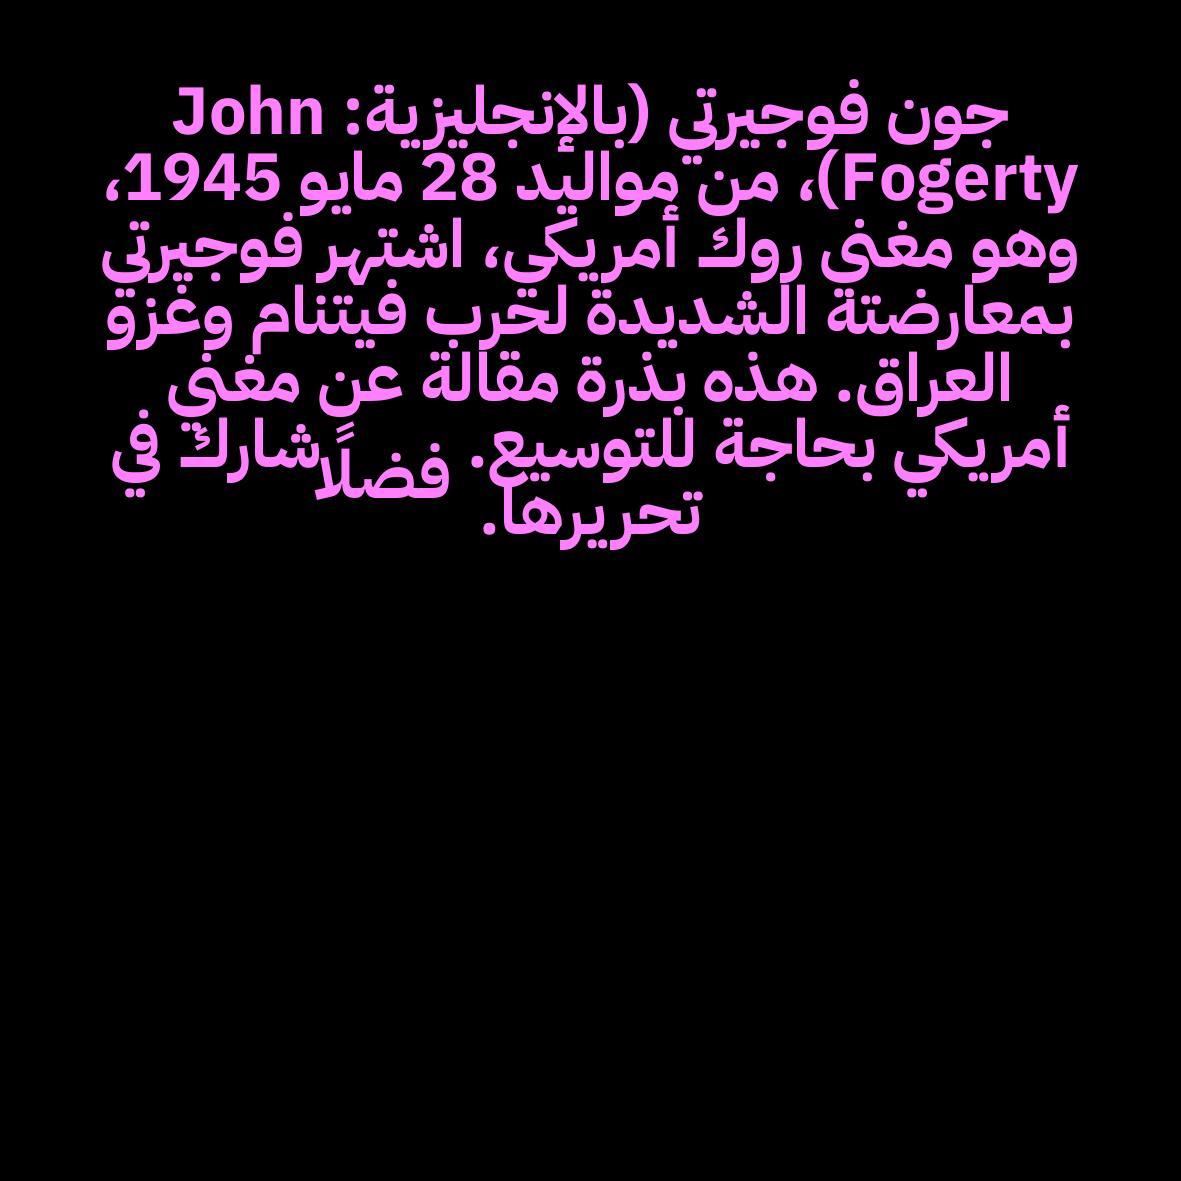 جون فوجيرتي (بالإنجليزية: John
Fogerty)، من مواليد 28 مايو 1945،
وهو مغني روك أمريكي، اشتهر فوجيرتي
بمعارضتة الشديدة لحرب فيتنام وغزو
العراق. هذه بذرة مقالة عن مغني
أمريكي بحاجة للتوسيع. فضلًا شارك في
تحريرها.